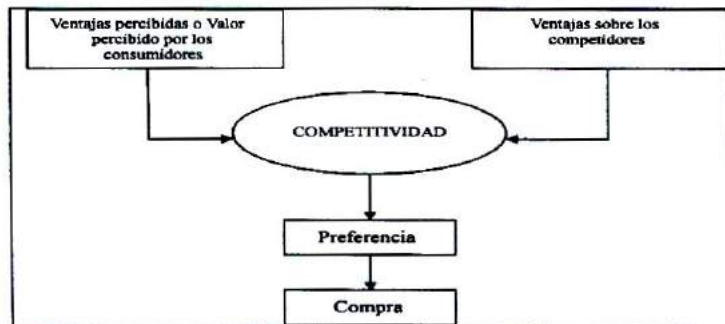 Ventajas percibidas o Valor
percibido por los
consumidores
Ventajas sobre los
competidores
COMPETITIVIDAD
Preferencia
Compra